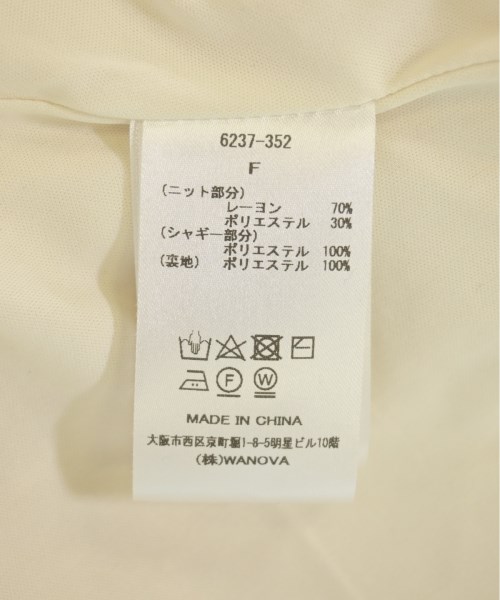 6237-352
F
(ニット部分)
レーヨン 70%
ポリエステル 30%
(シャギー部分)
ポリエステル 100%
(裏地) ポリエステル 100%
F W
MADE IN CHINA
大阪市西区京町堀1-8-5明星ビル10階
(株)WANOVA